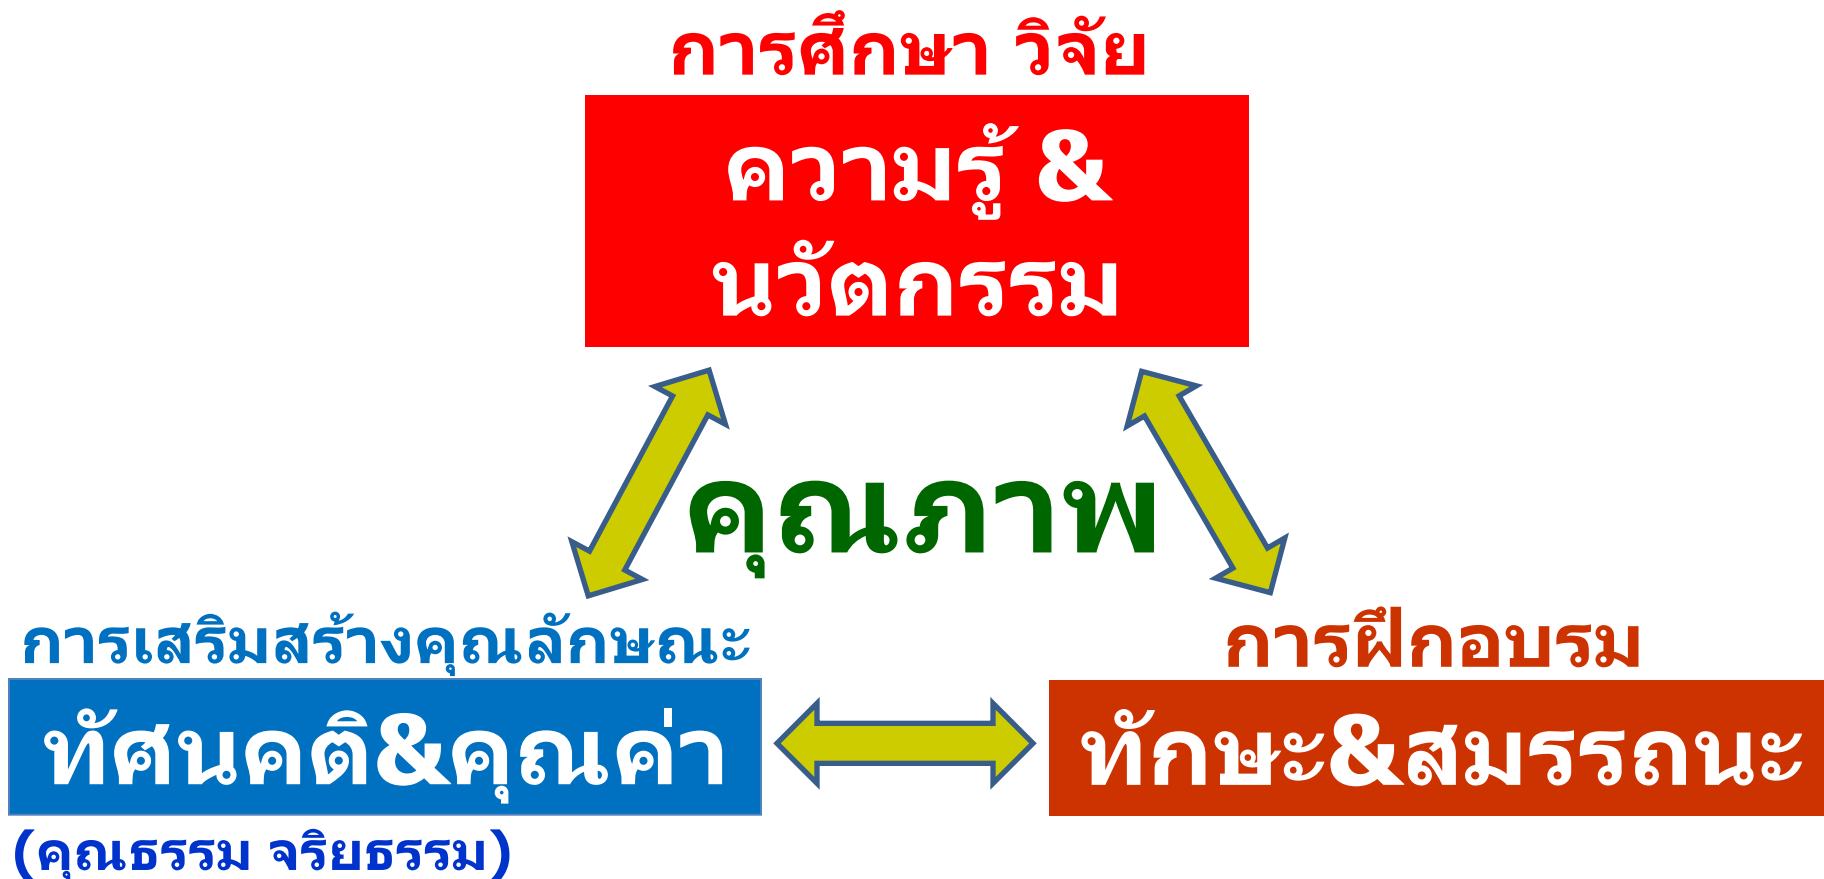 การศึกษา วิจัย
ความรู้ &
นวัตกรรม
คุณภาพ
การเสริมสร้างคุณลักษณะ
การฝึกอบรม
ทัศนคติ&คุณค่า
ทักษะ&สมรรถนะ
(คุณธรรม จริยธรรม)